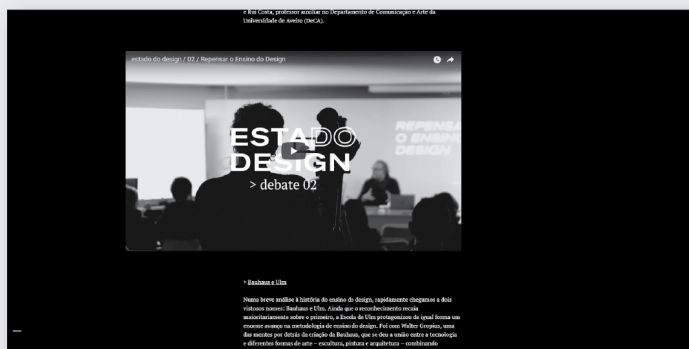 e Rui Costa, professor auxiliar no Departamento de Comunicação e Arte da
Universidade de Aveiro (DeCA).
estado do design / 02 / Repensar o Ensino do Design
ESTADO
DESIGN
> debate 02
REPENSA
O ENSINO
DESIGN
> Bauhaus e Ulm
Numa breve análise à história do ensino do design, rapidamente chegamos a dois
vistosos nomes: Bauhaus e Ulm. Ainda que o reconhecimento recaia
maioritariamente sobre o primeiro, a Escola de Ulm protagonizou de igual forma um
enorme avanço na metodologia de ensino do design. Foi com Walter Gropius, uma
das mentes por detrás da criação da Bauhaus, que se deu a união entre a tecnologia
e diferentes formas de arte – escultura, pintura e arquitetura – combinando